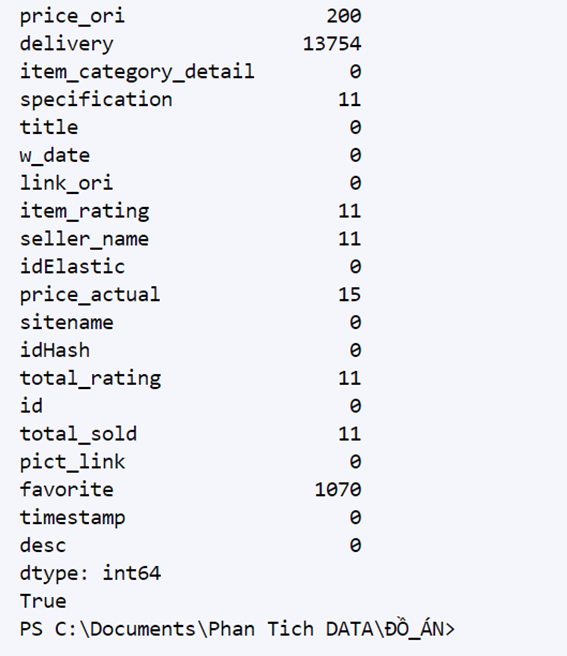 price_ori 200
delivery 13754
item_category_detail 0
specification 11
title 0
w_date 0
link_ori 0
item_rating 11
seller_name 11
idElastic 0
price_actual 15
sitename 0
idHash 0
total_rating 11
id 0
total_sold 11
pict_link 0
favorite 1070
timestamp 0
desc 0
dtype: int64
True
PS C:\Documents\Phan Tich DATA\ĐỒ_ÁN>